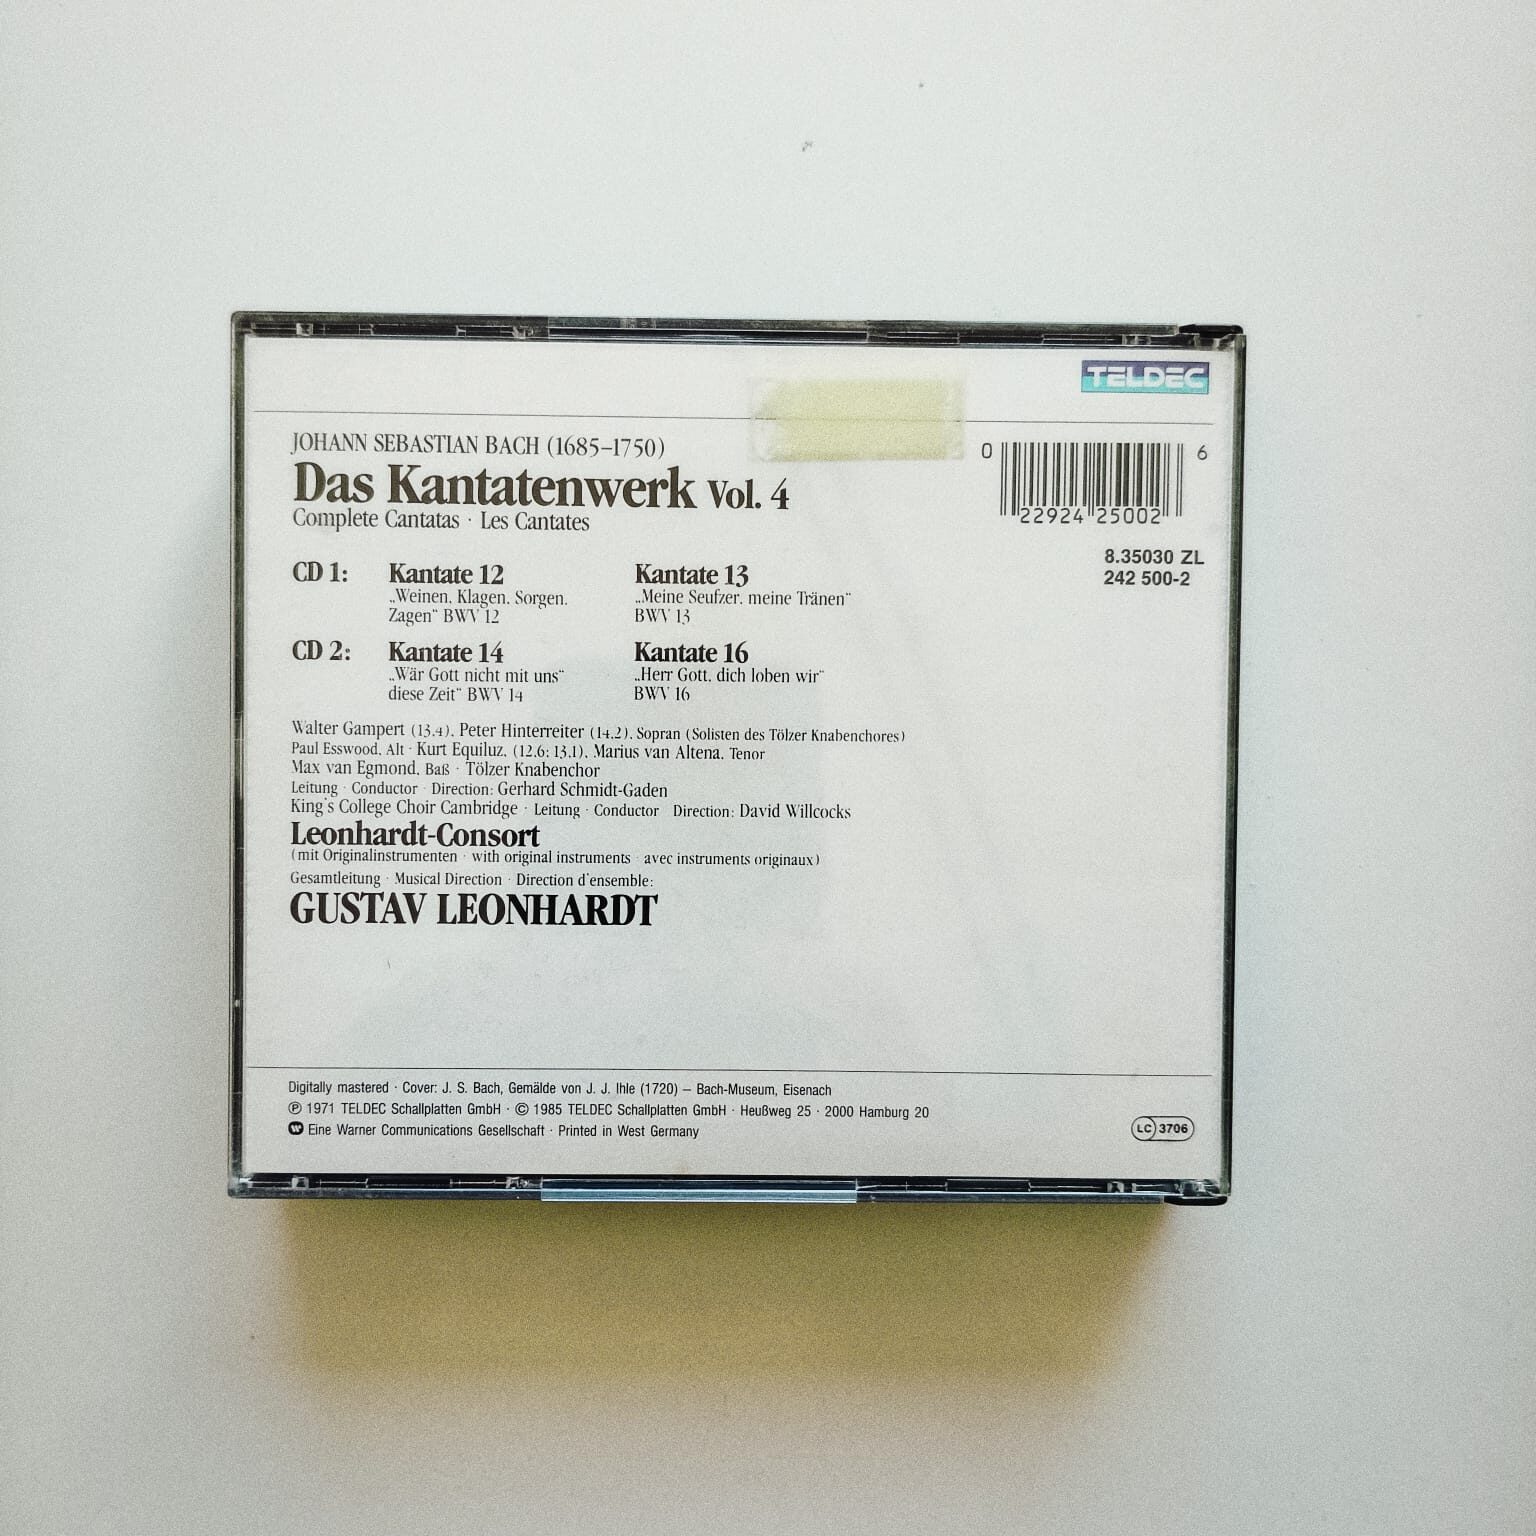 TELDEC
JOHANN SEBASTIAN BACH (1685–1750)
Das Kantatenwerk Vol. 4
Complete Cantatas · Les Cantates
0 22924 25002 6
8.35030 ZL
242 500-2
CD 1: Kantate 12 Kantate 13
„Weinen, Klagen, Sorgen, „Meine Seufzer, meine Tränen“
Zagen“ BWV 12 BWV 13
CD 2: Kantate 14 Kantate 16
„Wär Gott nicht mit uns“ „Herr Gott, dich loben wir“
diese Zeit“ BWV 14 BWV 16
Walter Gampert (13.4), Peter Hinterreiter (14.2), Sopran (Solisten des Tölzer Knabenchores)
Paul Esswood, Alt · Kurt Equiluz, (12.6; 13.1), Marius van Altena, Tenor
Max van Egmond, Baß · Tölzer Knabenchor
Leitung · Conductor · Direction: Gerhard Schmidt-Gaden
King's College Choir Cambridge · Leitung · Conductor Direction: David Willcocks
Leonhardt-Consort
(mit Originalinstrumenten · with original instruments · avec instruments originaux)
Gesamtleitung · Musical Direction · Direction d'ensemble:
GUSTAV LEONHARDT
Digitally mastered · Cover: J. S. Bach, Gemälde von J. J. Ihle (1720) – Bach-Museum, Eisenach
℗ 1971 TELDEC Schallplatten GmbH · © 1985 TELDEC Schallplatten GmbH · Heußweg 25 · 2000 Hamburg 20
Eine Warner Communications Gesellschaft · Printed in West Germany
LC 3706